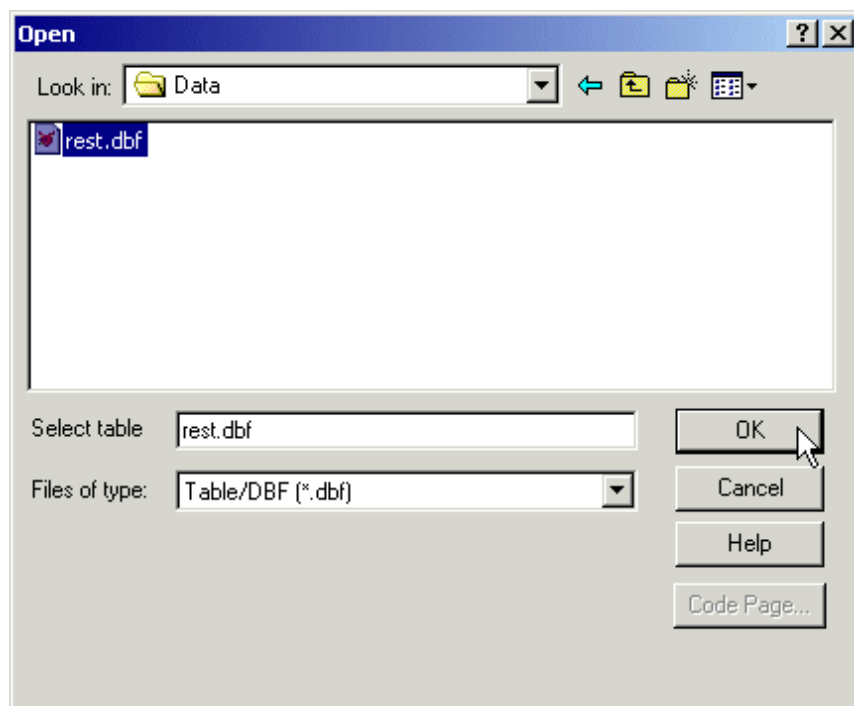 Open
Look in: Data
rest.dbf
Select table rest.dbf OK
Files of type: Table/DBF (*.dbf) Cancel
Help
Code Page...